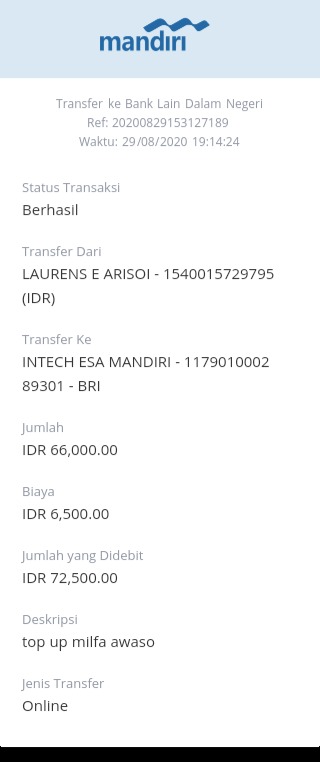 mandiri
Transfer ke Bank Lain Dalam Negeri
Ref: 20200829153127189
Waktu: 29/08/2020 19:14:24
Status Transaksi
Berhasil
Transfer Dari
LAURENS E ARISOI - 1540015729795
(IDR)
Transfer Ke
INTECH ESA MANDIRI - 1179010002
89301 - BRI
Jumlah
IDR 66,000.00
Biaya
IDR 6,500.00
Jumlah yang Didebit
IDR 72,500.00
Deskripsi
top up milfa awaso
Jenis Transfer
Online